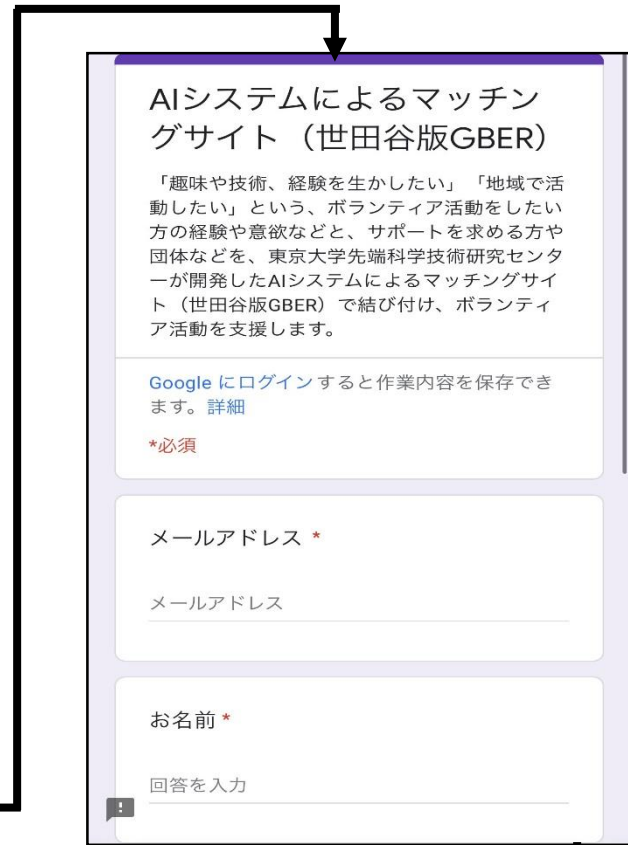 AIシステムによるマッチン
グサイト（世田谷版GBER）
「趣味や技術、経験を生かしたい」「地域で活
動したい」という、ボランティア活動をしたい
方の経験や意欲などと、サポートを求める方や
団体などを、東京大学先端科学技術研究センタ
ーが開発したAIシステムによるマッチングサイ
ト（世田谷版GBER）で結び付け、ボランティ
ア活動を支援します。
Google にログインすると作業内容を保存でき
ます。詳細
*必須
メールアドレス *
メールアドレス
お名前 *
回答を入力